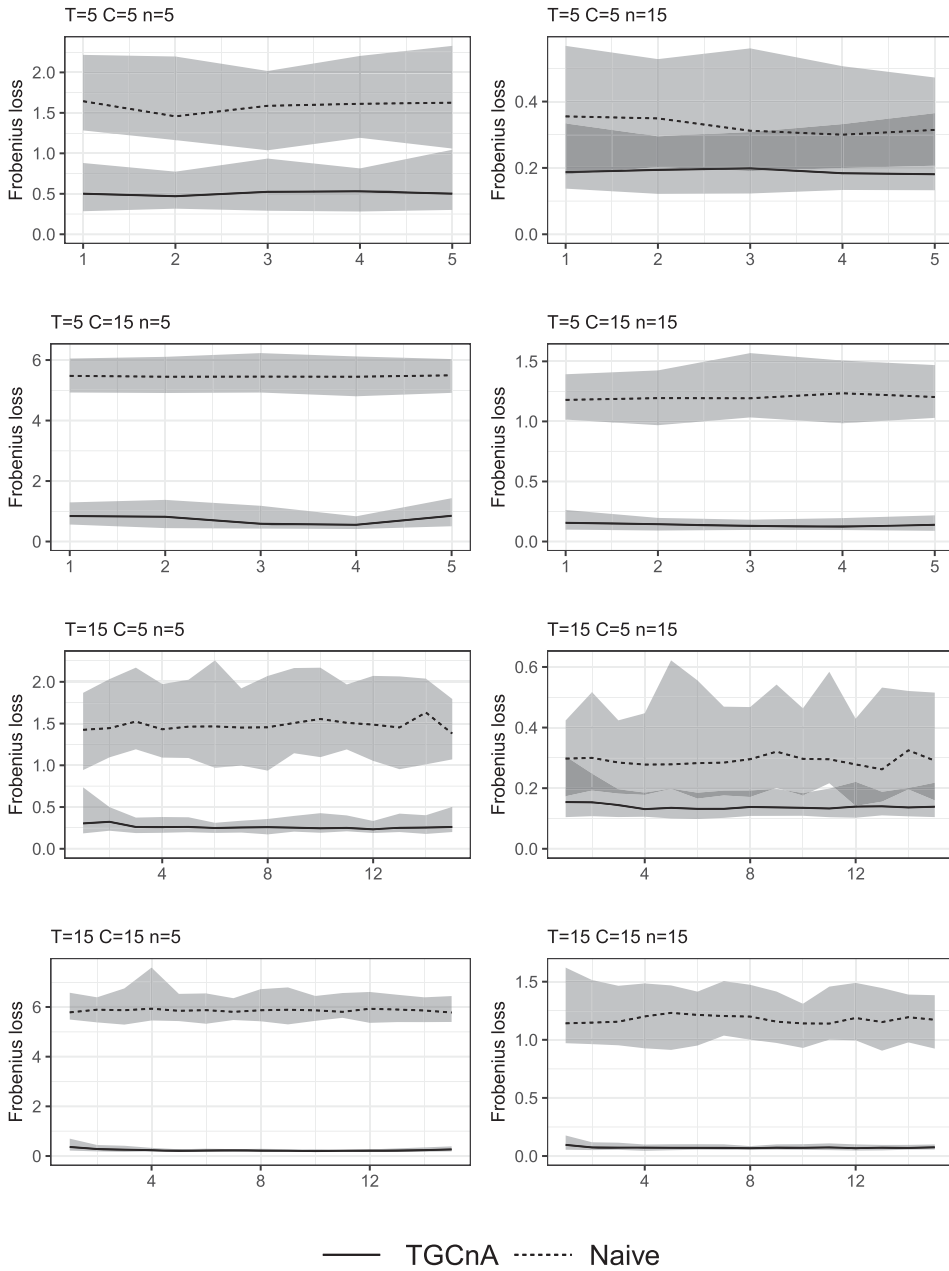 T=5 C=5 n=5
Frobenius loss
2.0
1.5
1.0
0.5
0.0
1 2 3 4 5
T=5 C=5 n=15
Frobenius loss
0.4
0.2
0.0
1 2 3 4 5
T=5 C=15 n=5
Frobenius loss
6
4
2
0
1 2 3 4 5
T=5 C=15 n=15
Frobenius loss
1.5
1.0
0.5
0.0
1 2 3 4 5
T=15 C=5 n=5
Frobenius loss
2.0
1.5
1.0
0.5
0.0
4 8 12
T=15 C=5 n=15
Frobenius loss
0.6
0.4
0.2
0.0
4 8 12
T=15 C=15 n=5
Frobenius loss
6
4
2
0
4 8 12
T=15 C=15 n=15
Frobenius loss
1.5
1.0
0.5
0.0
4 8 12
TGCnA Naive